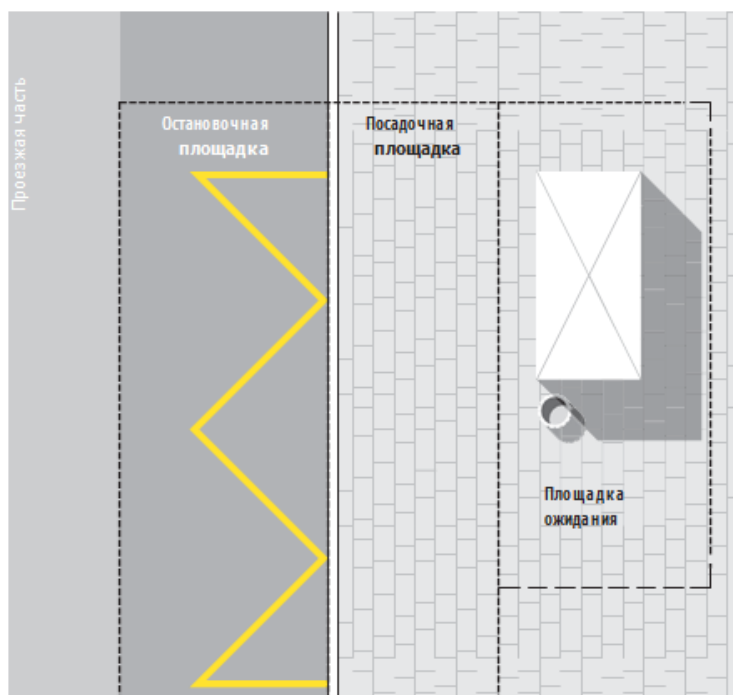 Проезжая часть
Остановочная
площадка
Посадочная
площадка
Площадка
ожидания